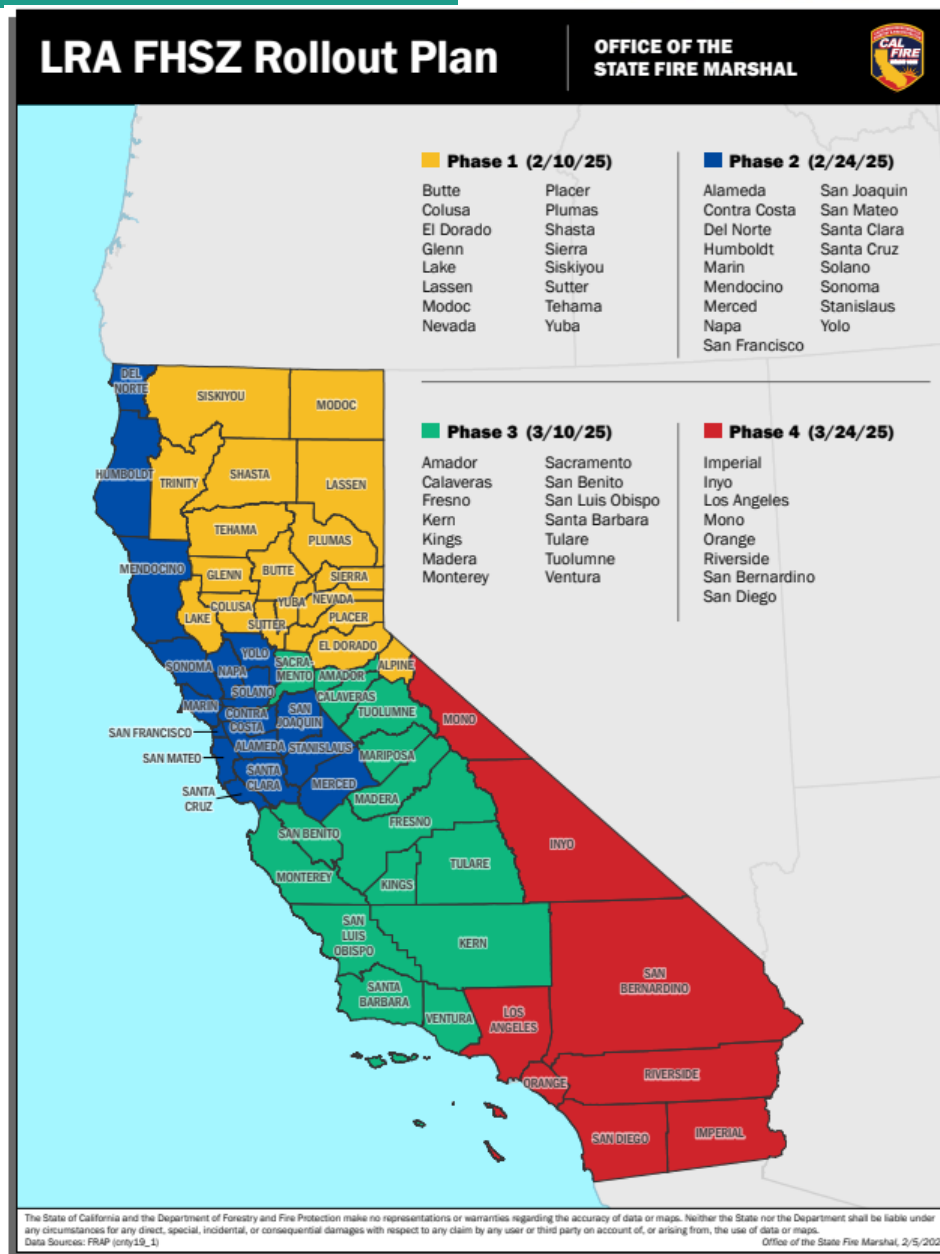 LRA FHSZ Rollout Plan
OFFICE OF THE
STATE FIRE MARSHAL
CAL
FIRE
Phase 1 (2/10/25)
Butte
Colusa
El Dorado
Glenn
Lake
Lassen
Modoc
Nevada
Placer
Plumas
Shasta
Sierra
Siskiyou
Sutter
Tehama
Yuba
Phase 2 (2/24/25)
Alameda
Contra Costa
Del Norte
Humboldt
Marin
Mendocino
Merced
Napa
San Francisco
San Joaquin
San Mateo
Santa Clara
Santa Cruz
Solano
Sonoma
Stanislaus
Yolo
Phase 3 (3/10/25)
Amador
Calaveras
Fresno
Kern
Kings
Madera
Monterey
Sacramento
San Benito
San Luis Obispo
Santa Barbara
Tulare
Tuolumne
Ventura
Phase 4 (3/24/25)
Imperial
Inyo
Los Angeles
Mono
Orange
Riverside
San Bernardino
San Diego
DEL
NORTE
SISKIYOU
MODOC
HUMBOLDT
TRINITY
SHASTA
LASSEN
TEHAMA
PLUMAS
MENDOCINO
GLENN
BUTTE
SIERRA
LAKE
COLUSA
SUTTER
YUBA
NEVADA
PLACER
EL DORADO
SONOMA
NAPA
YOLO
SACRA-
MENTO
AMADOR
ALPINE
SOLANO
CALAVERAS
MARIN
CONTRA
COSTA
SAN
JOAQUIN
TUOLUMNE
MONO
SAN FRANCISCO
ALAMEDA
STANISLAUS
MARIPOSA
SAN MATEO
SANTA
CLARA
MERCED
SANTA
CRUZ
MADERA
FRESNO
SAN BENITO
INYO
MONTEREY
KINGS
TULARE
SAN
LUIS
OBISPO
KERN
SAN
BERNARDINO
SANTA
BARBARA
VENTURA
LOS
ANGELES
ORANGE
RIVERSIDE
SAN DIEGO
IMPERIAL
The State of California and the Department of Forestry and Fire Protection make no representations or warranties regarding the accuracy of data or maps. Neither the State nor the Department shall be liable under
any circumstances for any direct, special, incidental, or consequential damages with respect to any claim by any user or third party on account of, or arising from, the use of data or maps.
Data Sources: FRAP (cnty19_1)
Office of the State Fire Marshal, 2/5/202